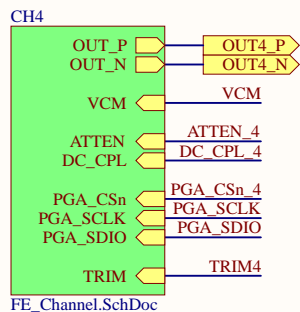 CH4
OUT_P OUT4_P
OUT_N OUT4_N
VCM VCM
ATTEN ATTEN_4
DC_CPL DC_CPL_4
PGA_CSn PGA_CSn_4
PGA_SCLK PGA_SCLK
PGA_SDIO PGA_SDIO
TRIM TRIM4
FE_Channel.SchDoc